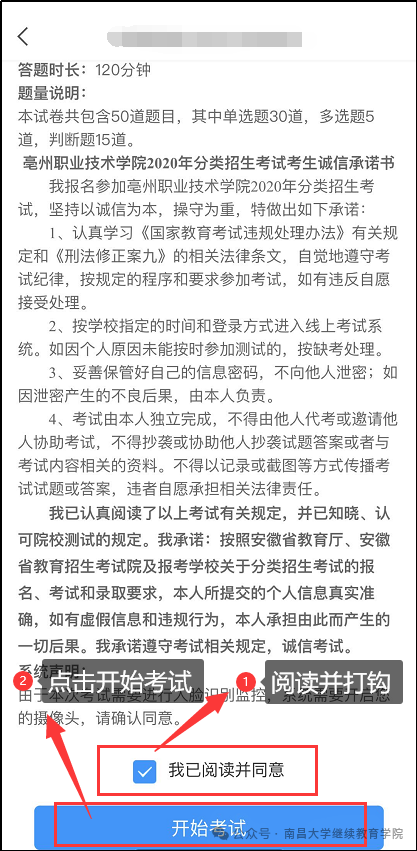 答题时长：120分钟
题量说明：
本试卷共包含50道题目，其中单选题30道，多选题5
道，判断题15道。
亳州职业技术学院2020年分类招生考试考生诚信承诺书
我报名参加亳州职业技术学院2020年分类招生考
试，坚持以诚信为本，操守为重，特做出如下承诺：
1、认真学习《国家教育考试违规处理办法》有关规
定和《刑法修正案九》的相关法律条文，自觉地遵守考
试纪律，按规定的程序和要求参加考试，如有违反自愿
接受处理。
2、按学校指定的时间和登录方式进入线上考试系
统。如因个人原因未能按时参加测试的，按缺考处理。
3、妥善保管好自己的信息密码，不向他人泄密；如
因泄密产生的不良后果，由本人负责。
4、考试由本人独立完成，不得由他人代考或邀请他
人协助考试，不得抄袭或协助他人抄袭试题答案或者与
考试内容相关的资料。不得以记录或截图等方式传播考
试试题或答案，违者自愿承担相关法律责任。
我已认真阅读了以上考试有关规定，并已知晓、认
可院校测试的规定。我承诺：按照安徽省教育厅、安徽
省教育招生考试院及报考学校关于分类招生考试的报
名、考试和录取要求，本人所提交的个人信息真实准
确，如有虚假信息和违规行为，本人承担由此而产生的
一切后果。我承诺遵守考试相关规定，诚信考试。
系统声明：
2 点击开始考试 1 阅读并打钩
由于本次考试需要进行人脸识别监控，系统需要开启您
的摄像头，请确认同意。
我已阅读并同意
开始考试
公众号 · 南昌大学继续教育学院